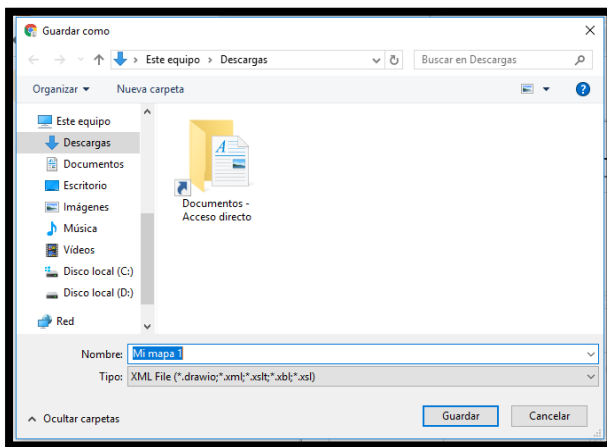 Guardar como
Este equipo > Descargas
Buscar en Descargas
Organizar
Nueva carpeta
Este equipo
Descargas
Documentos
Escritorio
Imágenes
Música
Vídeos
Disco local (C:)
Disco local (D:)
Red
Documentos -
Acceso directo
Nombre: Mi mapa 1
Tipo: XML File (*.drawio;*.xml;*.xslt;*.xbl;*.xsl)
Ocultar carpetas
Guardar
Cancelar